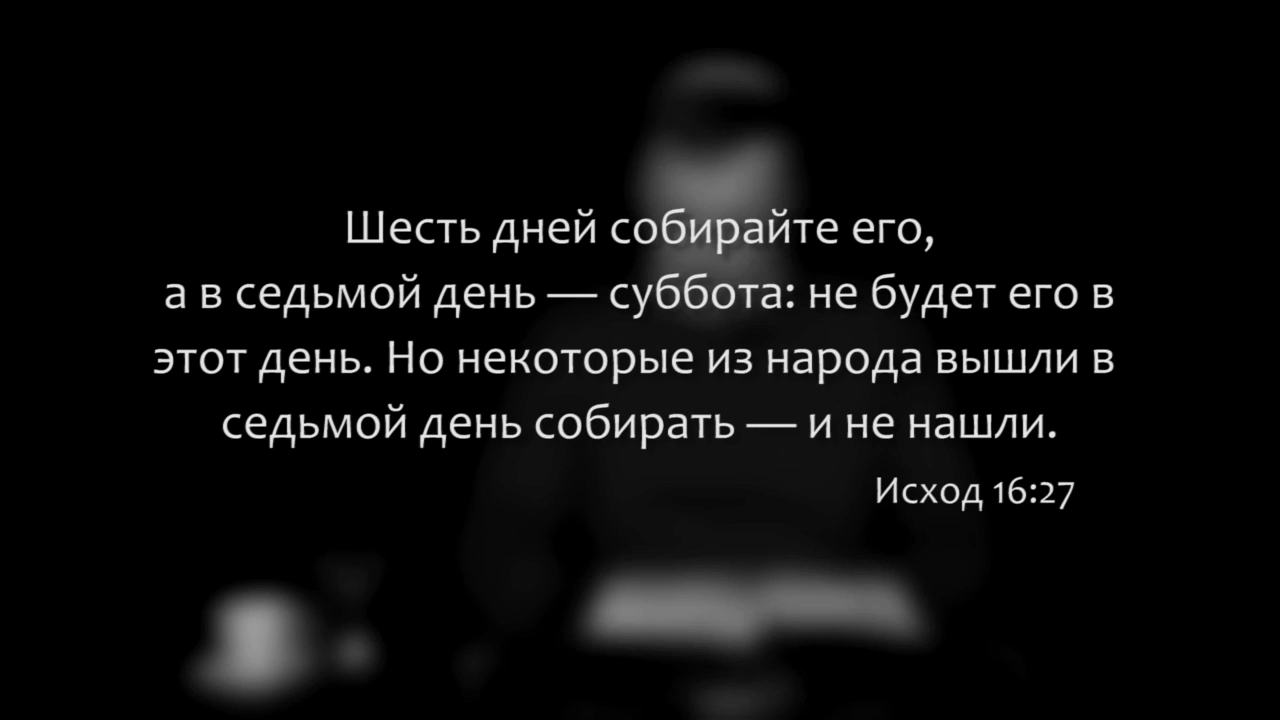 Шесть дней собирайте его,
а в седьмой день — суббота: не будет его в
этот день. Но некоторые из народа вышли в
седьмой день собирать — и не нашли.
Исход 16:27